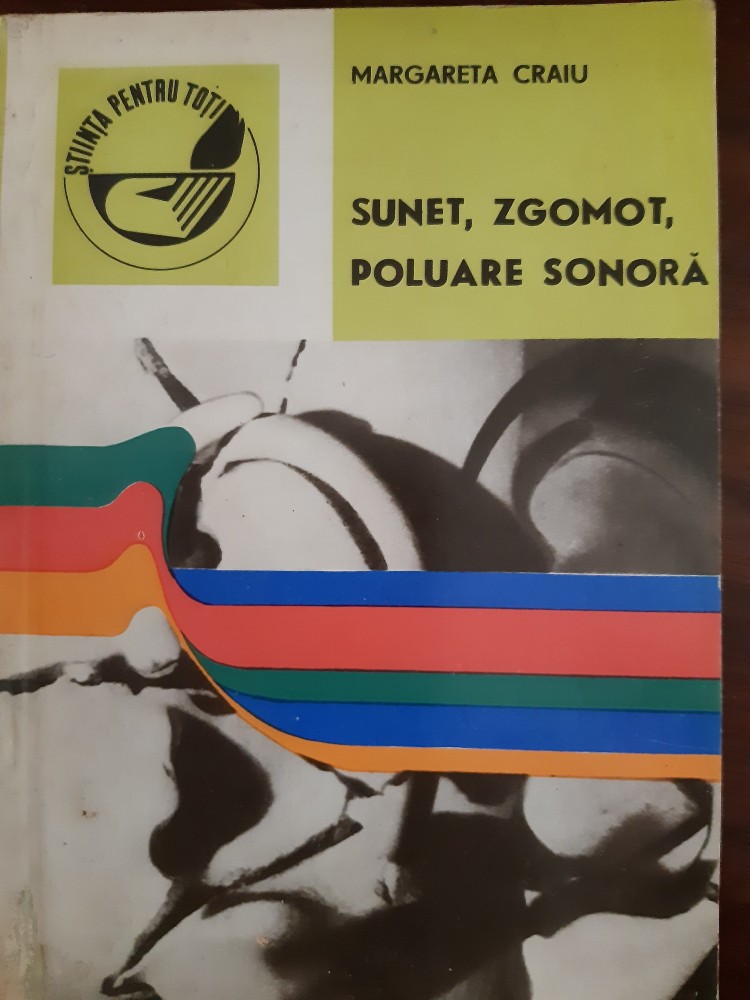 ȘTIINȚA PENTRU TOȚI
MARGARETA CRAIU
SUNET, ZGOMOT,
POLUARE SONORĂ